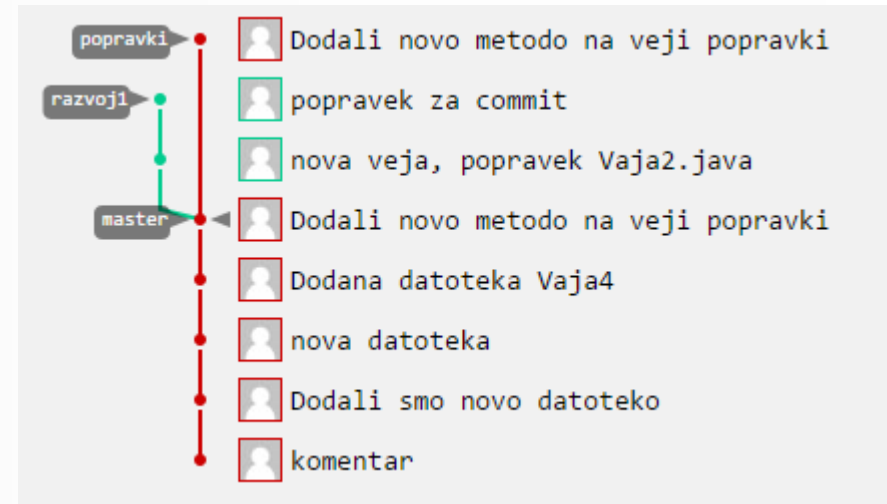 popravki Dodali novo metodo na veji popravki
razvoj1 popravek za commit
nova veja, popravek Vaja2.java
master Dodali novo metodo na veji popravki
Dodana datoteka Vaja4
nova datoteka
Dodali smo novo datoteko
komentar